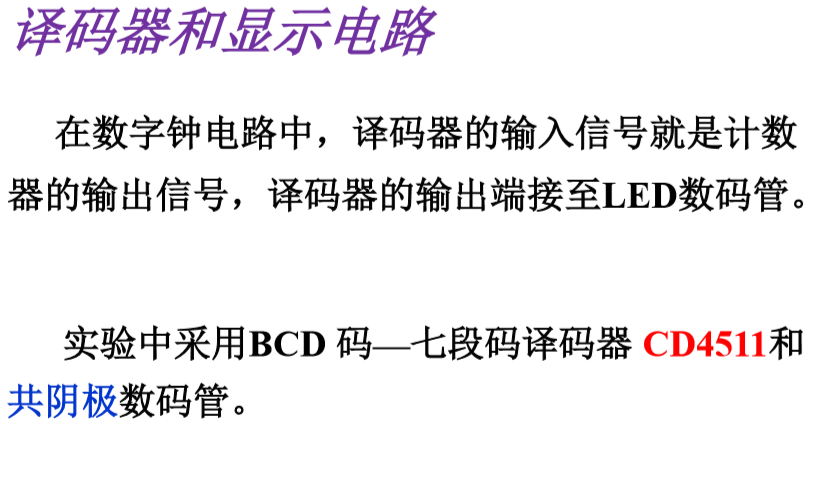 译码器和显示电路
在数字钟电路中，译码器的输入信号就是计数
器的输出信号，译码器的输出端接至LED数码管。
实验中采用BCD 码—七段码译码器 CD4511和
共阴极数码管。